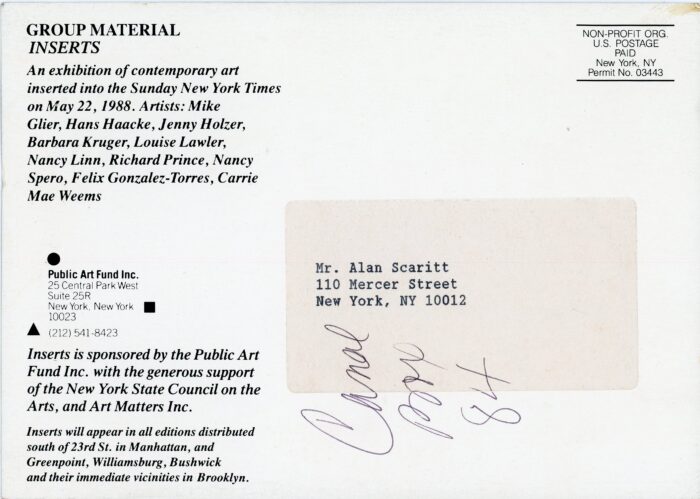 GROUP MATERIAL
INSERTS
An exhibition of contemporary art
inserted into the Sunday New York Times
on May 22, 1988. Artists: Mike
Glier, Hans Haacke, Jenny Holzer,
Barbara Kruger, Louise Lawler,
Nancy Linn, Richard Prince, Nancy
Spero, Felix Gonzalez-Torres, Carrie
Mae Weems
NON-PROFIT ORG.
U.S. POSTAGE
PAID
New York, NY
Permit No. 03443
Public Art Fund Inc.
25 Central Park West
Suite 25R
New York, New York
10023
(212) 541-8423
Mr. Alan Scaritt
110 Mercer Street
New York, NY 10012
Canal
Box
84
Inserts is sponsored by the Public Art
Fund Inc. with the generous support
of the New York State Council on the
Arts, and Art Matters Inc.
Inserts will appear in all editions distributed
south of 23rd St. in Manhattan, and
Greenpoint, Williamsburg, Bushwick
and their immediate vicinities in Brooklyn.